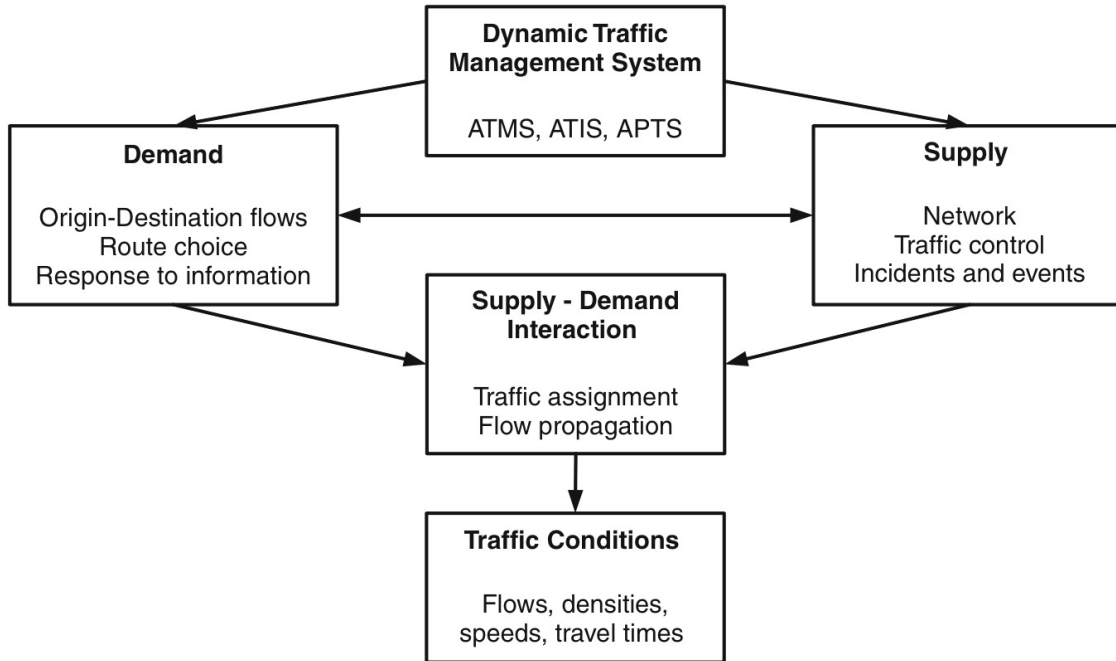 Dynamic Traffic
Management System
ATMS, ATIS, APTS
Demand
Origin-Destination flows
Route choice
Response to information
Supply
Network
Traffic control
Incidents and events
Supply - Demand
Interaction
Traffic assignment
Flow propagation
Traffic Conditions
Flows, densities,
speeds, travel times